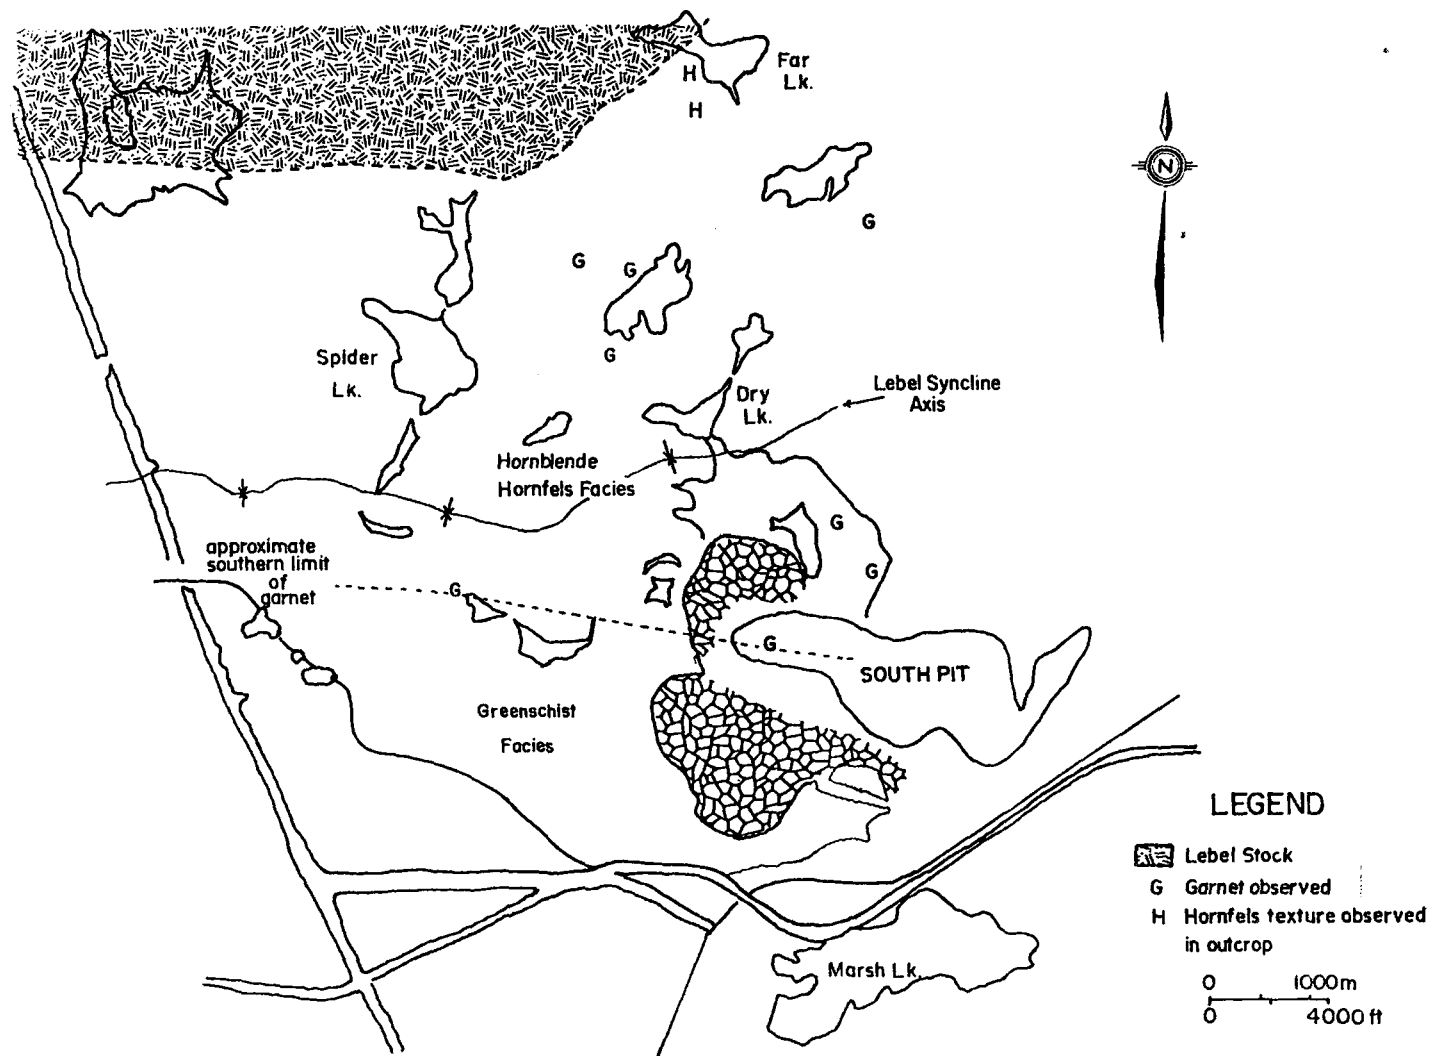 Far
Lk.
H
H
N
G
G
G
G
Spider
Lk.
Dry
Lk.
Lebel Syncline
Axis
Hornblende
Hornfels Facies
approximate
southern limit
of
garnet
G
G
G
G
SOUTH PIT
Greenschist
Facies
Marsh Lk.
LEGEND
Lebel Stock
G Garnet observed
H Hornfels texture observed
in outcrop
0 1000m
0 4000 ft